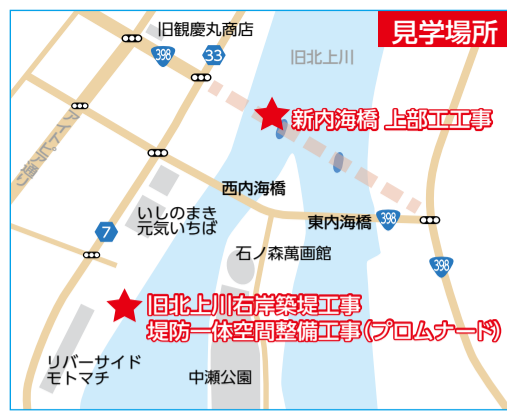 見学場所
旧観慶丸商店
398
33
旧北上川
新内海橋 上部工工事
アイトピア通り
西内海橋
いしのまき
元気いちば
東内海橋
398
7
石ノ森萬画館
398
旧北上川右岸築堤工事
堤防一体空間整備工事(プロムナード)
リバーサイド
モトマチ
中瀬公園